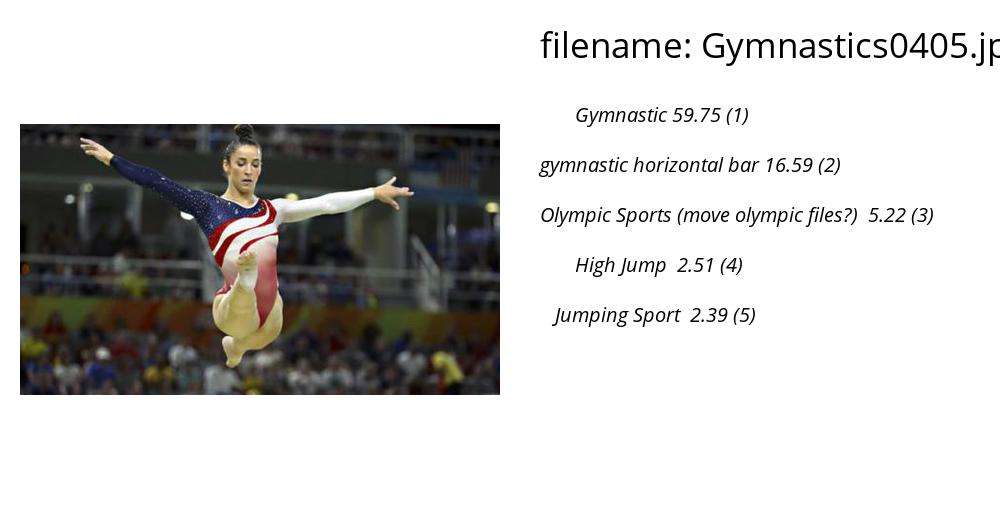 filename: Gymnastics0405.jp
Gymnastic 59.75 (1)
gymnastic horizontal bar 16.59 (2)
Olympic Sports (move olympic files?) 5.22 (3)
High Jump 2.51 (4)
Jumping Sport 2.39 (5)